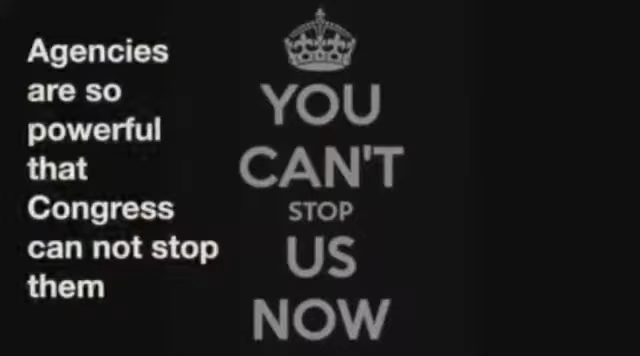 Agencies
are so
powerful
that
Congress
can not stop
them
YOU
CAN'T
STOP
US
NOW